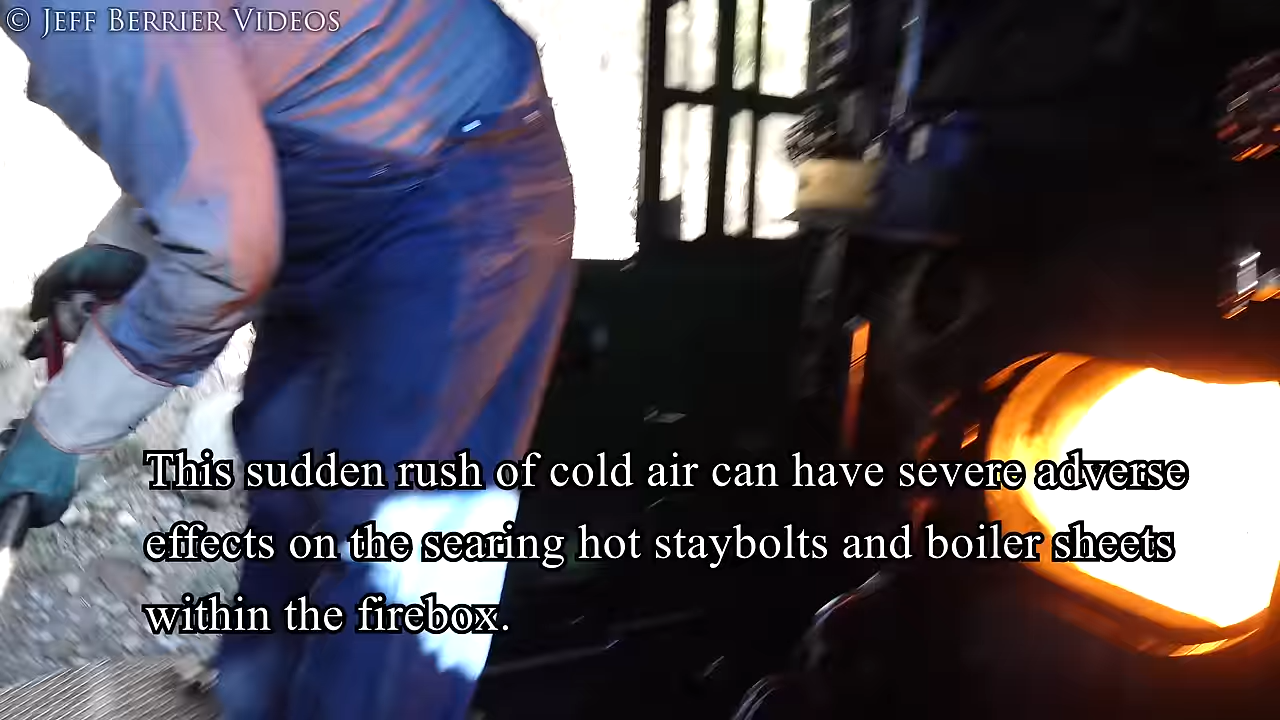 © Jeff Berrier Videos
This sudden rush of cold air can have severe adverse
effects on the searing hot staybolts and boiler sheets
within the firebox.